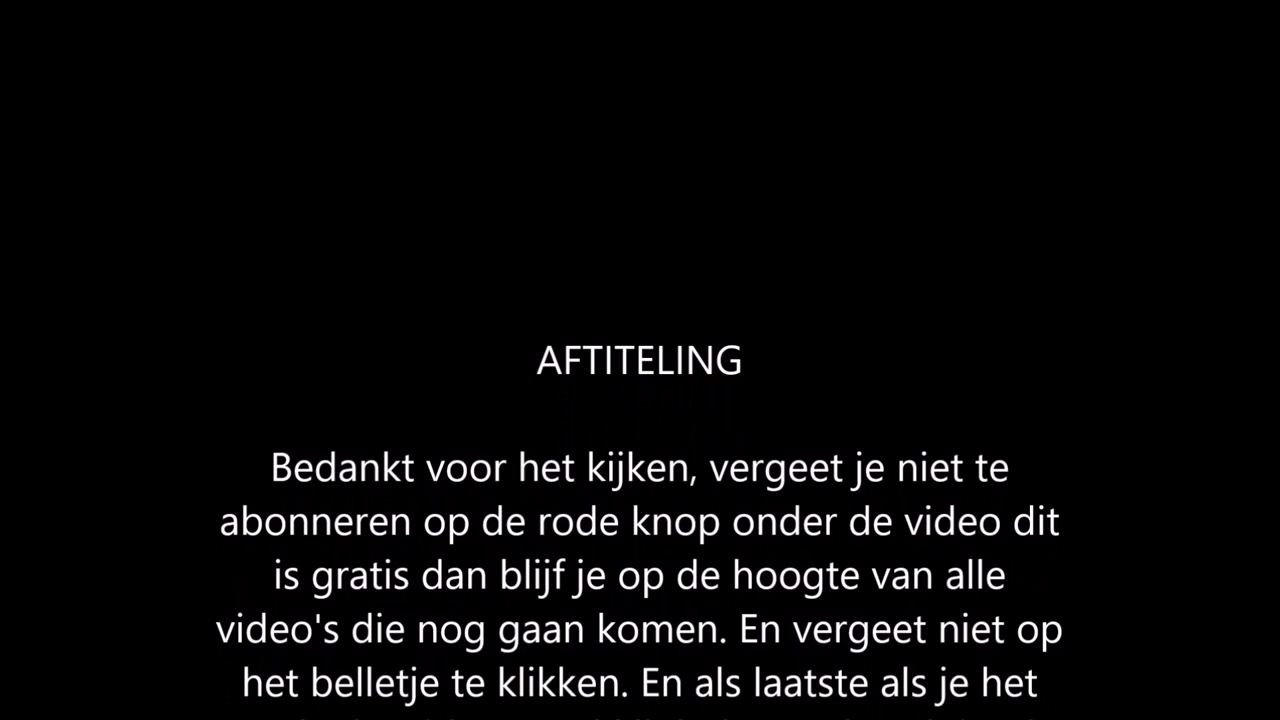 AFTITELING
Bedankt voor het kijken, vergeet je niet te
abonneren op de rode knop onder de video dit
is gratis dan blijf je op de hoogte van alle
video's die nog gaan komen. En vergeet niet op
het belletje te klikken. En als laatste als je het